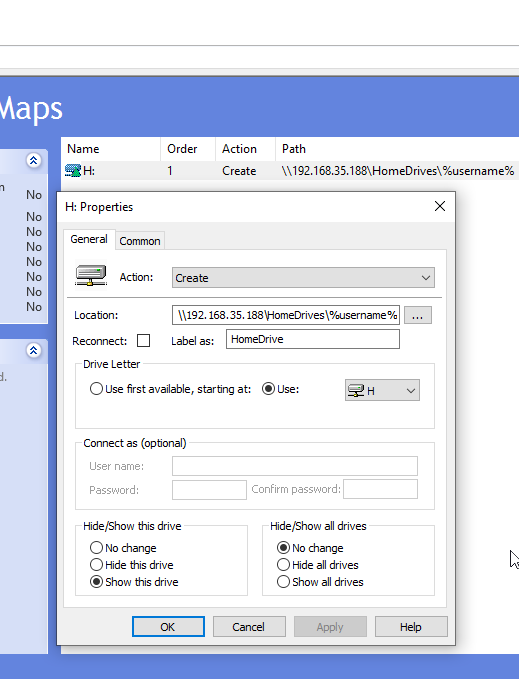 Maps
Name Order Action Path
H: 1 Create \\192.168.35.188\HomeDrives\%username%
No
No
No
No
No
No
No
d.
H: Properties
General Common
Action: Create
Location: \\192.168.35.188\HomeDrives\%username% ...
Reconnect: Label as: HomeDrive
Drive Letter
Use first available, starting at: Use: H
Connect as (optional)
User name:
Password: Confirm password:
Hide/Show this drive Hide/Show all drives
No change No change
Hide this drive Hide all drives
Show this drive Show all drives
OK Cancel Apply Help